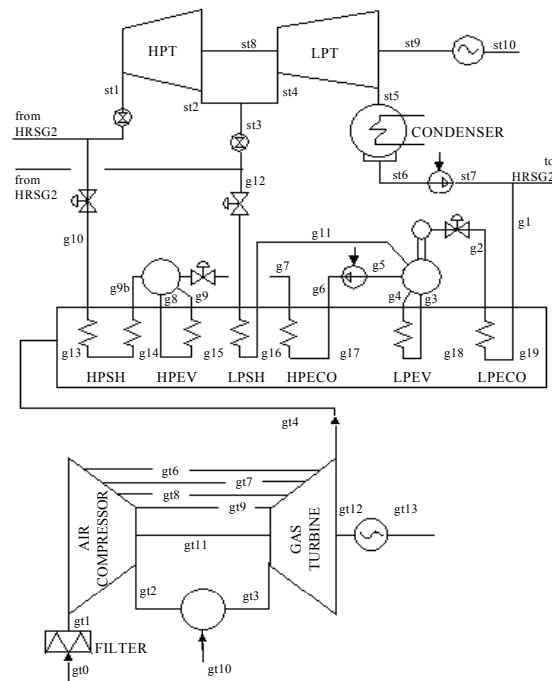 HPT
st8
LPT
st9
st10
st1
st2
st4
st5
from
HRSG2
st3
CONDENSER
from
HRSG2
g12
st6
st7
to
HRSG2
g10
g11
g2
g1
g9b
g8
g9
g7
g6
g5
g4
g3
g13
g14
g15
g16
g17
g18
g19
HPSH
HPEV
LPSH
HPECO
LPEV
LPECO
gt4
gt6
gt7
gt8
gt9
AIR
COMPRESSOR
GAS
TURBINE
gt12
gt13
gt11
gt2
gt3
gt1
FILTER
gt0
gt10